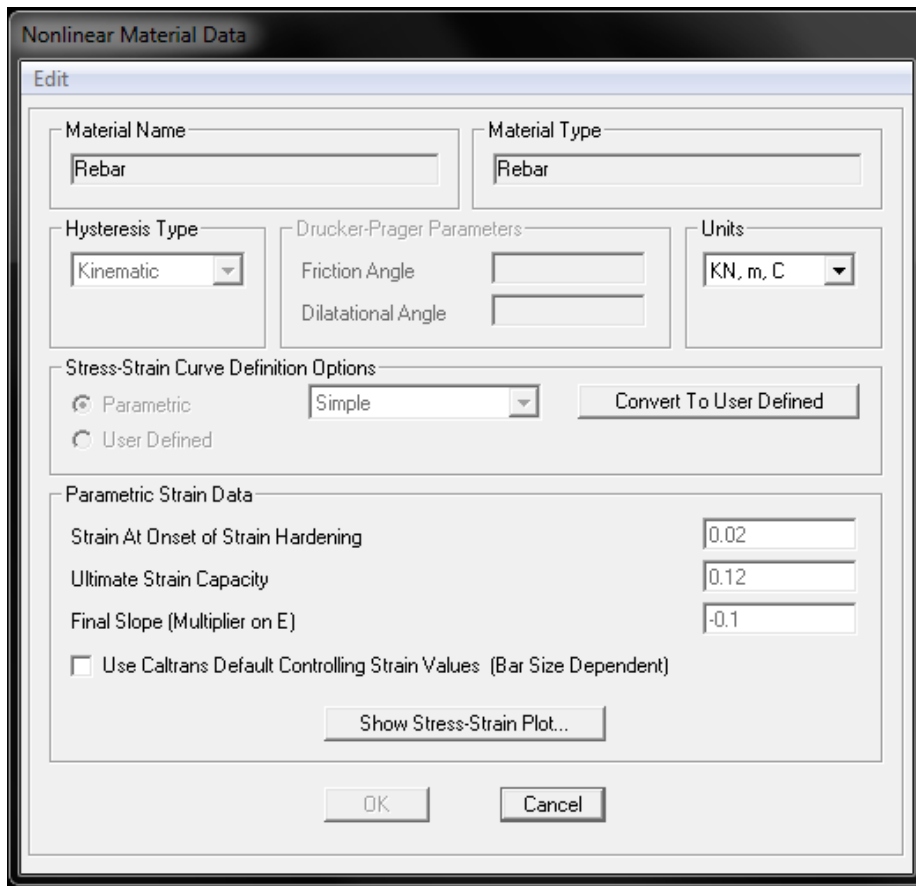 Nonlinear Material Data
Edit
Material Name
Rebar
Material Type
Rebar
Hysteresis Type
Kinematic
Drucker-Prager Parameters
Friction Angle
Dilatational Angle
Units
KN, m, C
Stress-Strain Curve Definition Options
Parametric
Simple
Convert To User Defined
User Defined
Parametric Strain Data
Strain At Onset of Strain Hardening
0.02
Ultimate Strain Capacity
0.12
Final Slope (Multiplier on E)
-0.1
Use Caltrans Default Controlling Strain Values (Bar Size Dependent)
Show Stress-Strain Plot...
OK
Cancel